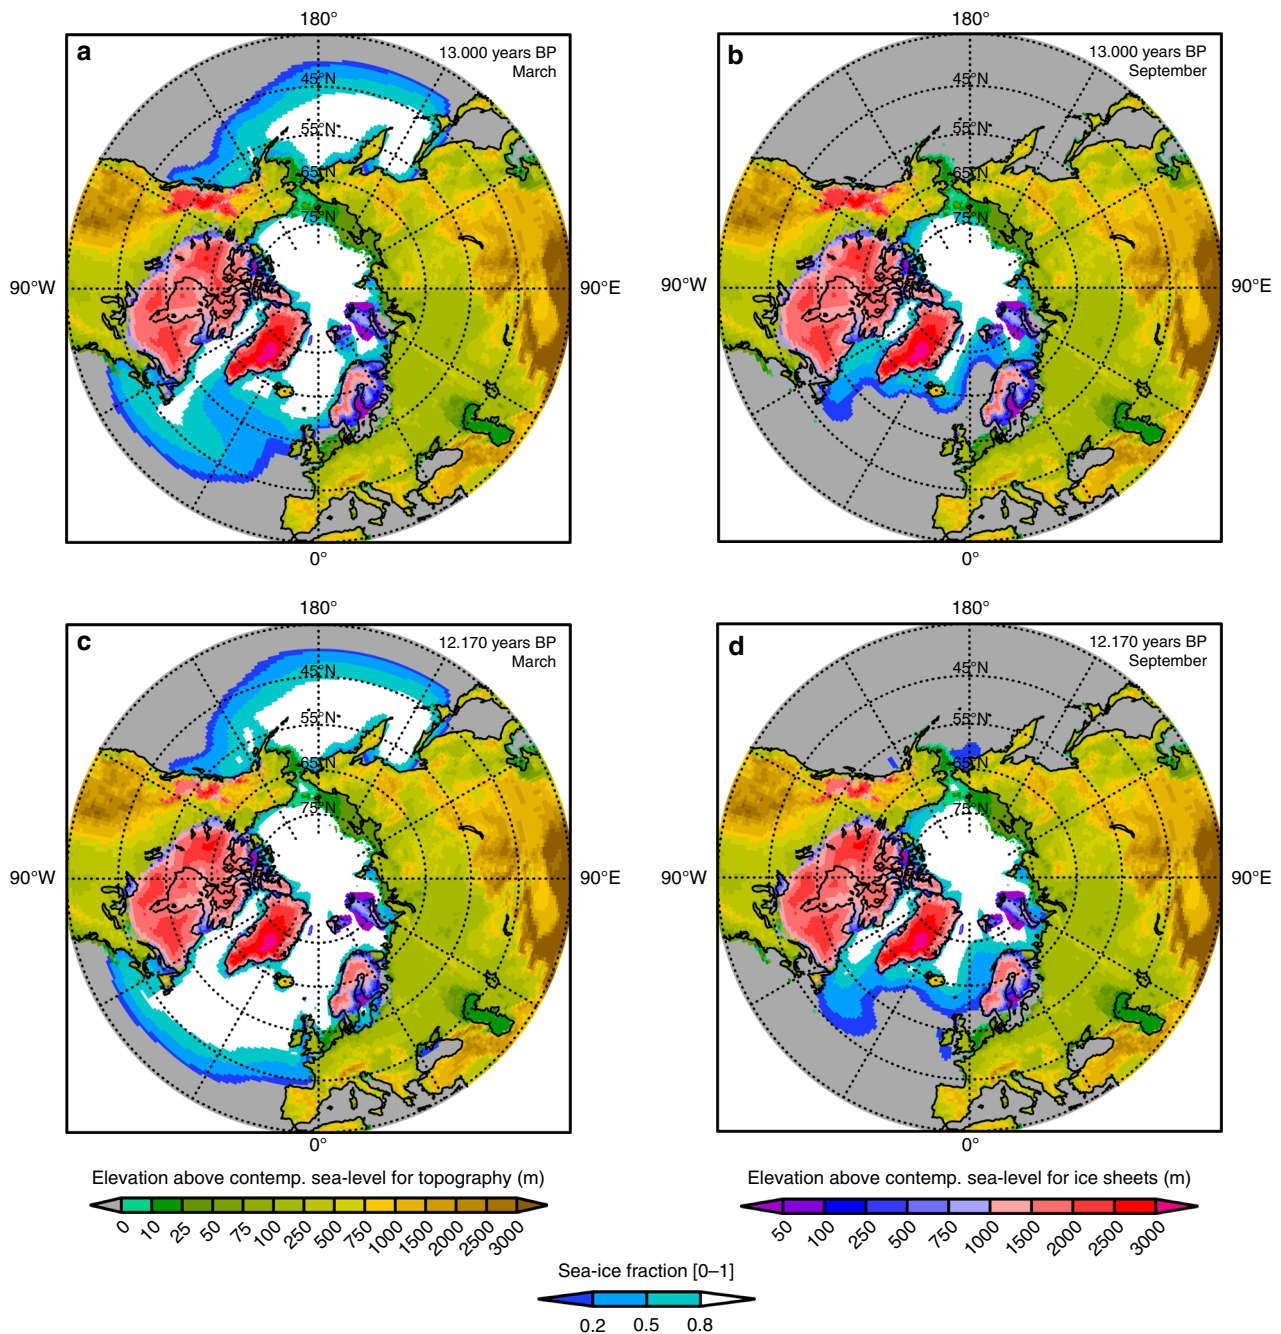 180°
a
13.000 years BP
March
45°N
55°N
65°N
75°N
90°W
90°E
0°
180°
b
13.000 years BP
September
45°N
55°N
65°N
75°N
90°W
90°E
0°
180°
c
12.170 years BP
March
45°N
55°N
65°N
75°N
90°W
90°E
0°
180°
d
12.170 years BP
September
45°N
55°N
65°N
75°N
90°W
90°E
0°
Elevation above contemp. sea-level for topography (m)
0 10 25 50 75 100 250 500 750 1000 1500 2000 2500 3000
Elevation above contemp. sea-level for ice sheets (m)
50 100 250 500 750 1000 1500 2000 2500 3000
Sea-ice fraction [0–1]
0.2 0.5 0.8